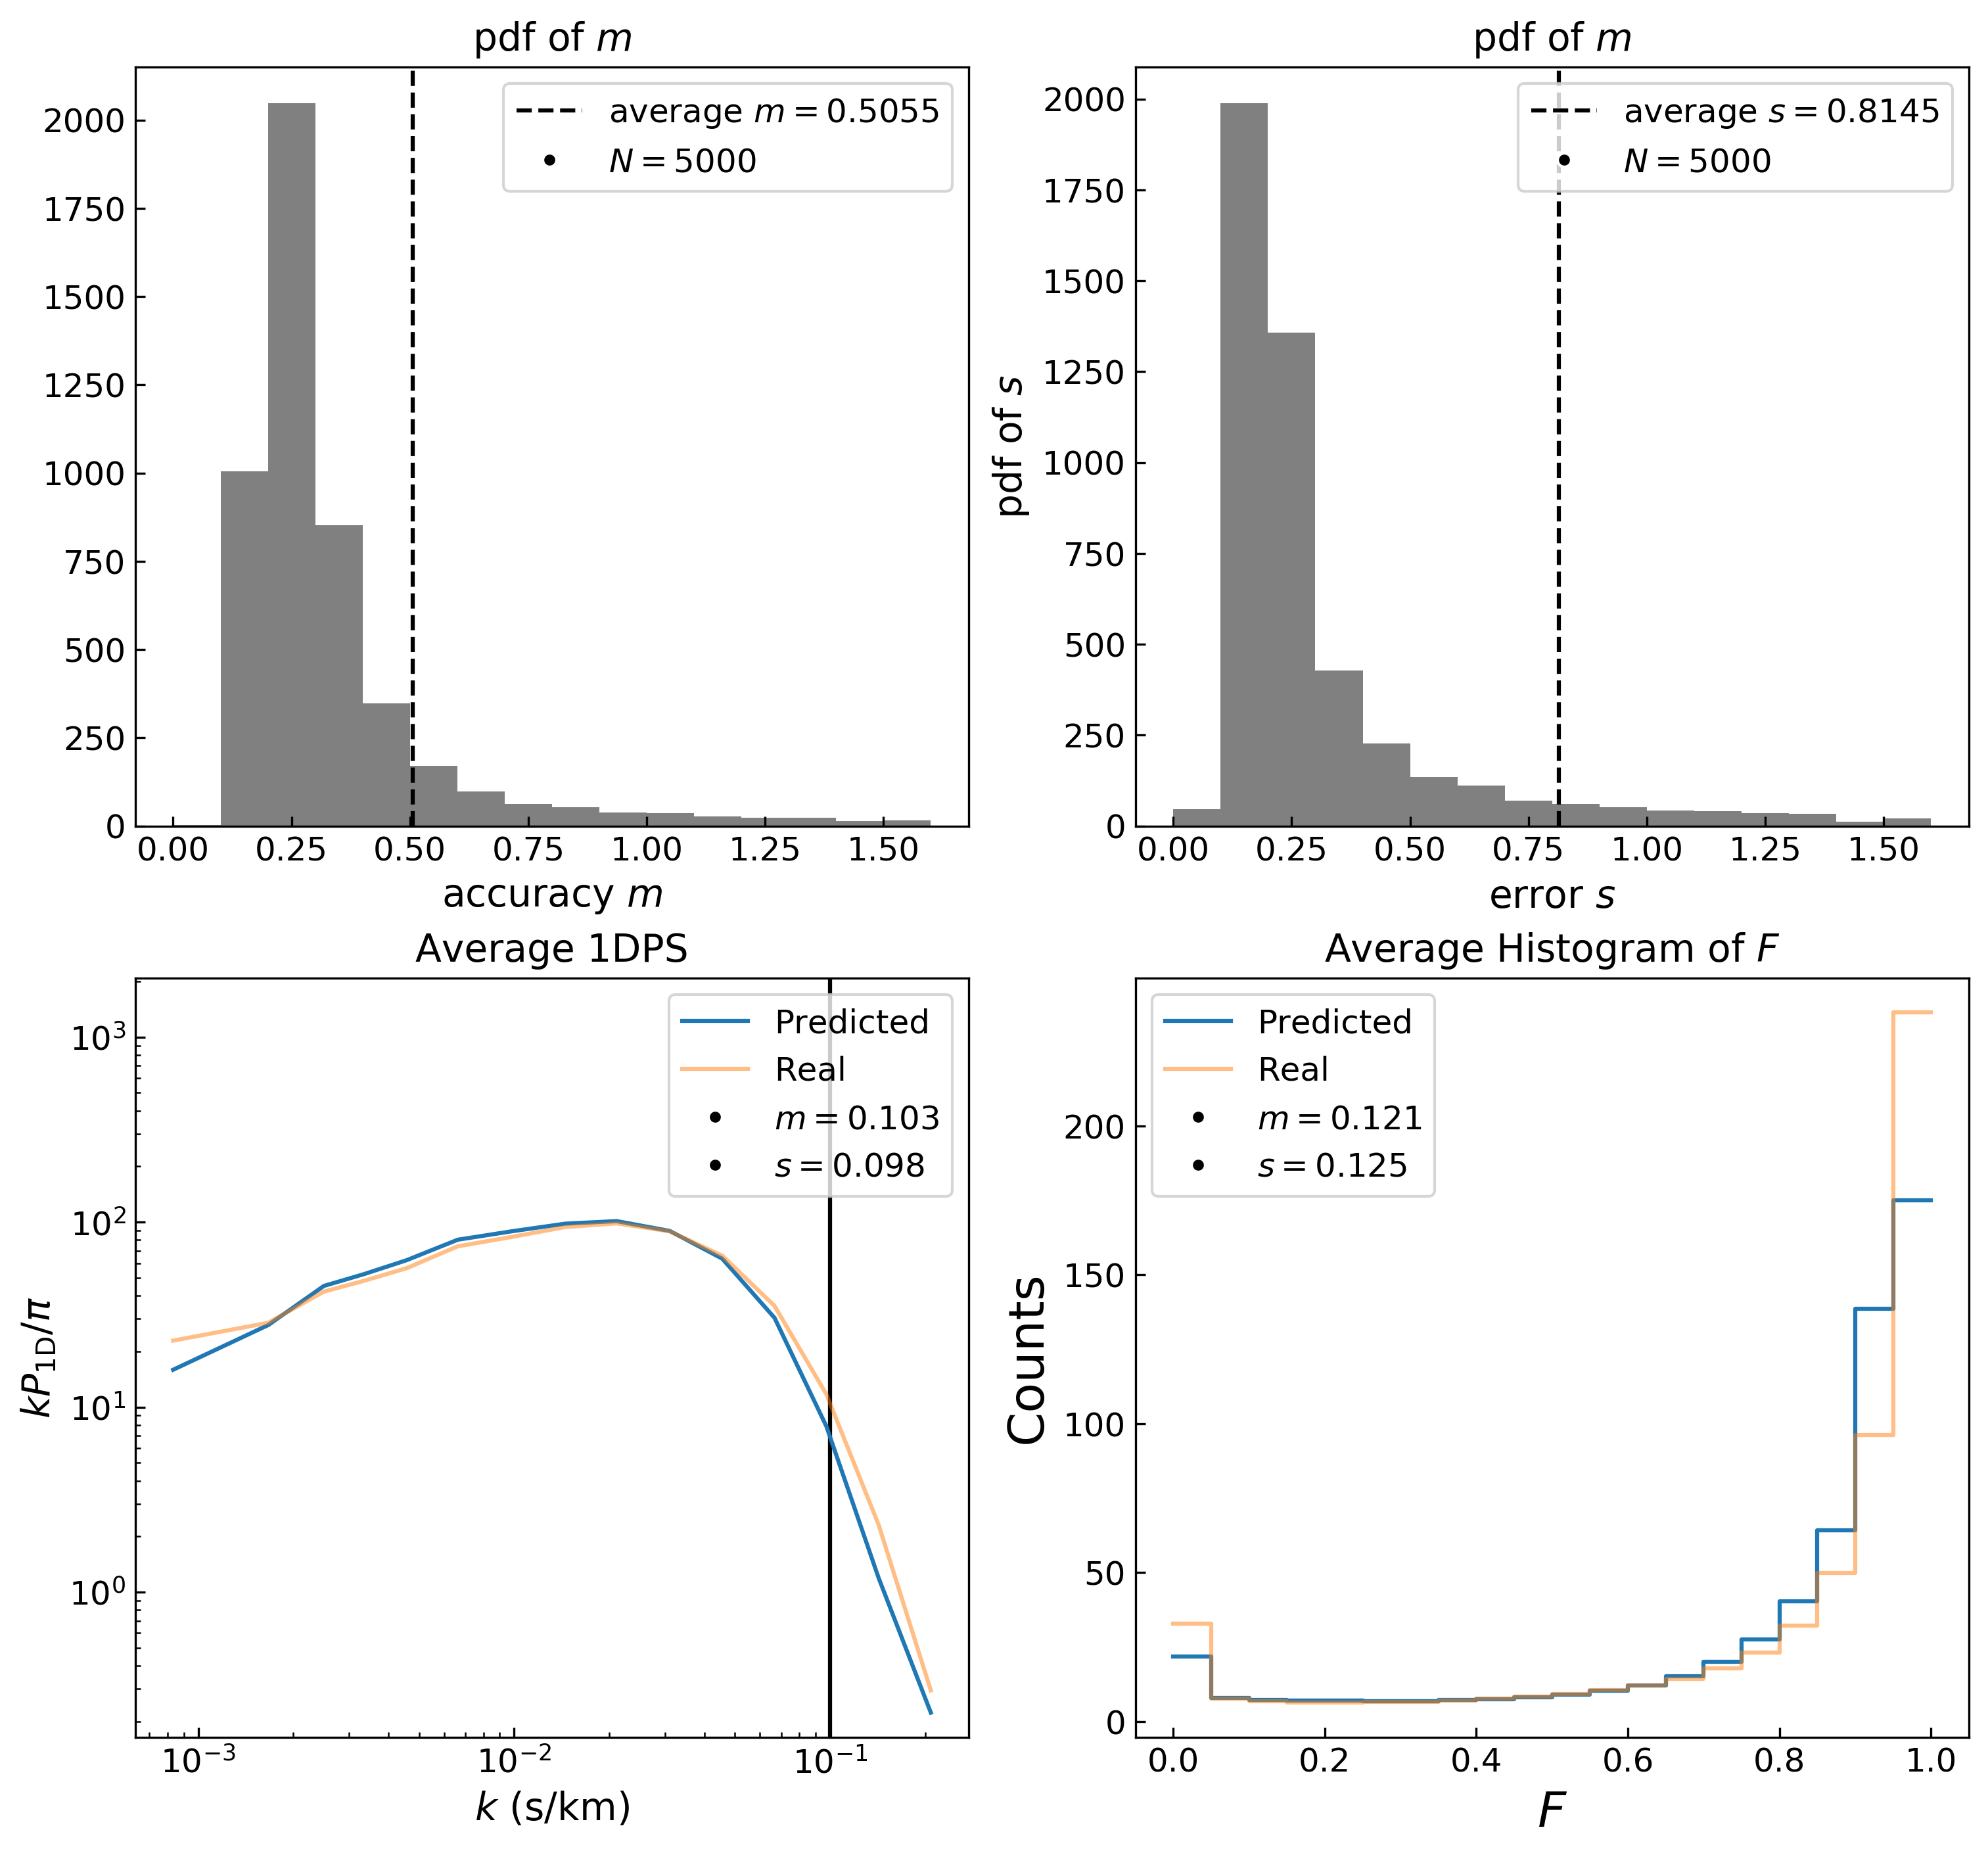 pdf of m
average m = 0.5055
N = 5000
2000
1750
1500
1250
1000
750
500
250
0
0.00 0.25 0.50 0.75 1.00 1.25 1.50
accuracy m
pdf of m
average s = 0.8145
N = 5000
pdf of s
2000
1750
1500
1250
1000
750
500
250
0
0.00 0.25 0.50 0.75 1.00 1.25 1.50
error s
Average 1DPS
Predicted
Real
m = 0.103
s = 0.098
kP_{1D}/π
10^3
10^2
10^1
10^0
10^{-3} 10^{-2} 10^{-1}
k (s/km)
Average Histogram of F
Predicted
Real
m = 0.121
s = 0.125
Counts
200
150
100
50
0
0.0 0.2 0.4 0.6 0.8 1.0
F